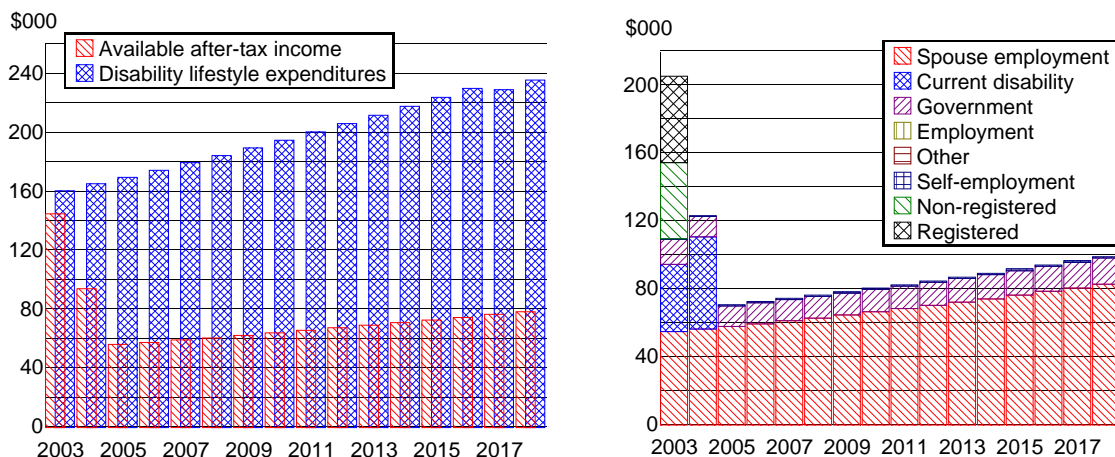 $000
Available after-tax income
Disability lifestyle expenditures
240
200
160
120
80
40
0
2003 2005 2007 2009 2011 2013 2015 2017
$000
Spouse employment
Current disability
Government
Employment
Other
Self-employment
Non-registered
Registered
200
160
120
80
40
0
2003 2005 2007 2009 2011 2013 2015 2017